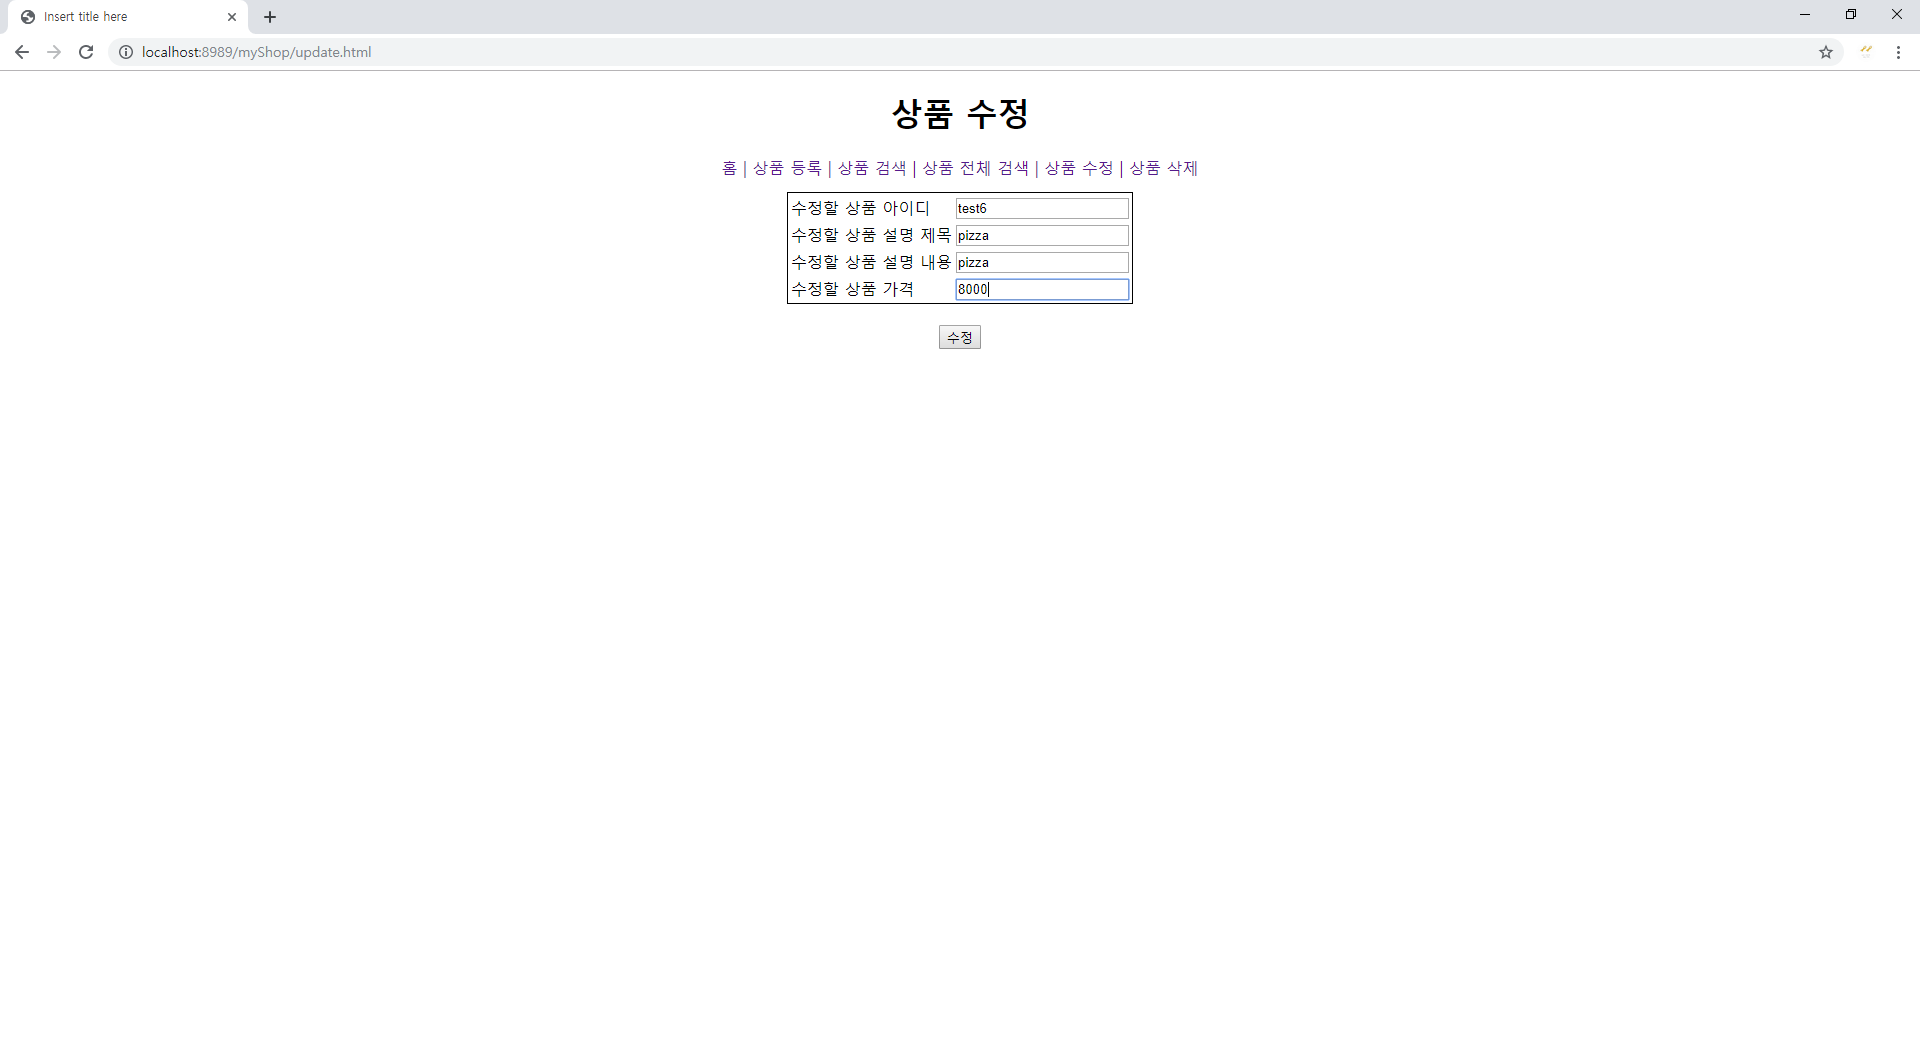 Insert title here
localhost:8989/myShop/update.html
상품 수정
홈 | 상품 등록 | 상품 검색 | 상품 전체 검색 | 상품 수정 | 상품 삭제
수정할 상품 아이디 test6
수정할 상품 설명 제목 pizza
수정할 상품 설명 내용 pizza
수정할 상품 가격 8000
수정